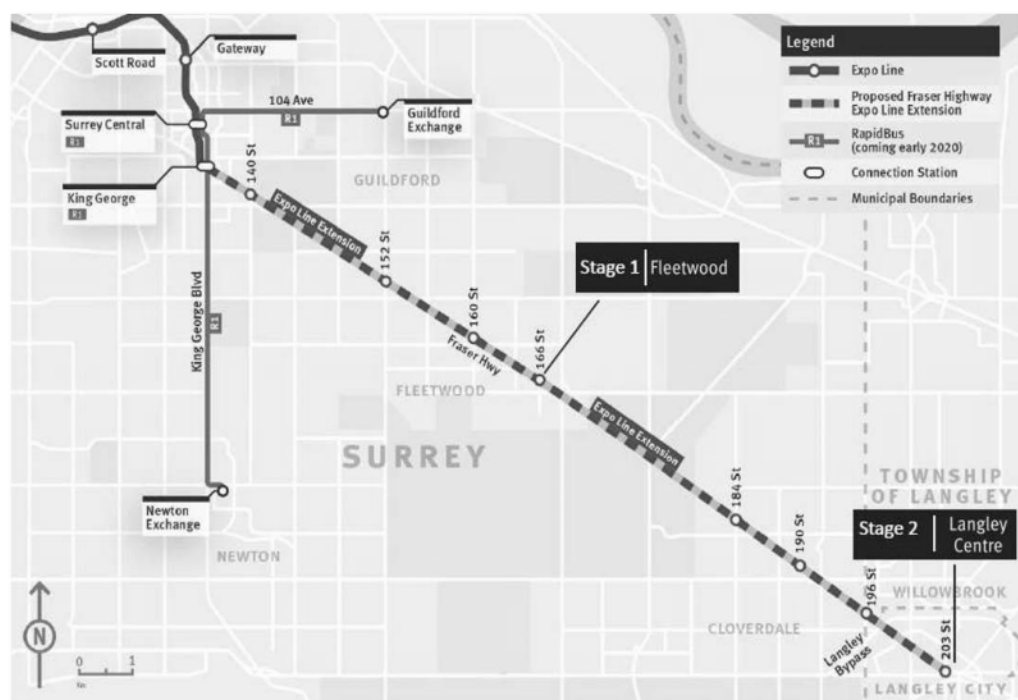 Scott Road
Gateway
Surrey Central
R1
King George
R1
104 Ave
R1
Guildford
Exchange
Legend
Expo Line
Proposed Fraser Highway
Expo Line Extension
R1
RapidBus
(coming early 2020)
Connection Station
Municipal Boundaries
140 St
GUILDFORD
Expo Line Extension
152 St
Stage 1 | Fleetwood
160 St
166 St
Fraser Hwy
King George Blvd
R1
FLEETWOOD
SURREY
Expo Line Extension
184 St
TOWNSHIP
OF LANGLEY
Newton
Exchange
NEWTON
190 St
Stage 2 | Langley
Centre
196 St
WILLOWBROOK
CLOVERDALE
Langley
Bypass
203 St
LANGLEY CITY
N
0 1